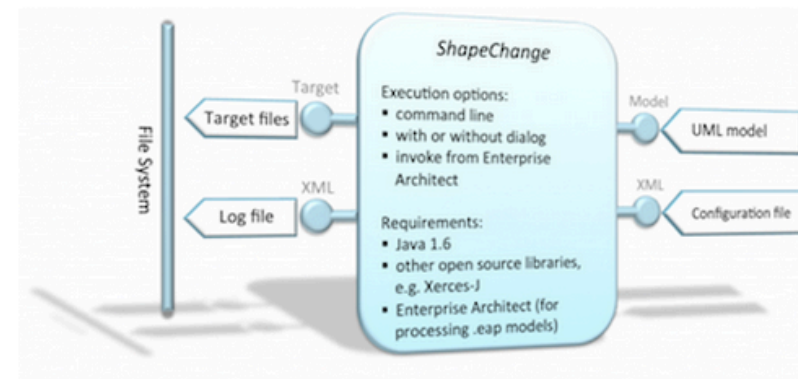 ShapeChange
Execution options:
▪ command line
▪ with or without dialog
▪ invoke from Enterprise
Architect
Requirements:
▪ Java 1.6
▪ other open source libraries,
e.g. Xerces-J
▪ Enterprise Architect (for
processing .eap models)
File System
Target
Target files
XML
Log file
Model
UML model
XML
Configuration file